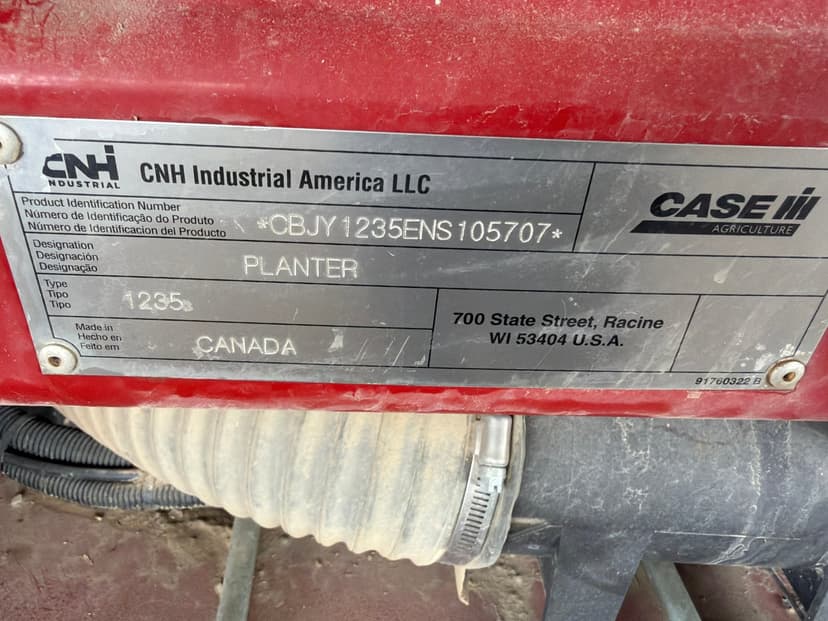 CNH
INDUSTRIAL
CNH Industrial America LLC
CASE IH
AGRICULTURE
Product Identification Number
Número de Identificação do Produto
Número de Identificacion del Producto
*CBJY1235ENS105707*
Designation
Designación
Designação
PLANTER
Type
Tipo
Tipo
1235
Made in
Hecho en
Feito em
CANADA
700 State Street, Racine
WI 53404 U.S.A.
91760322 B